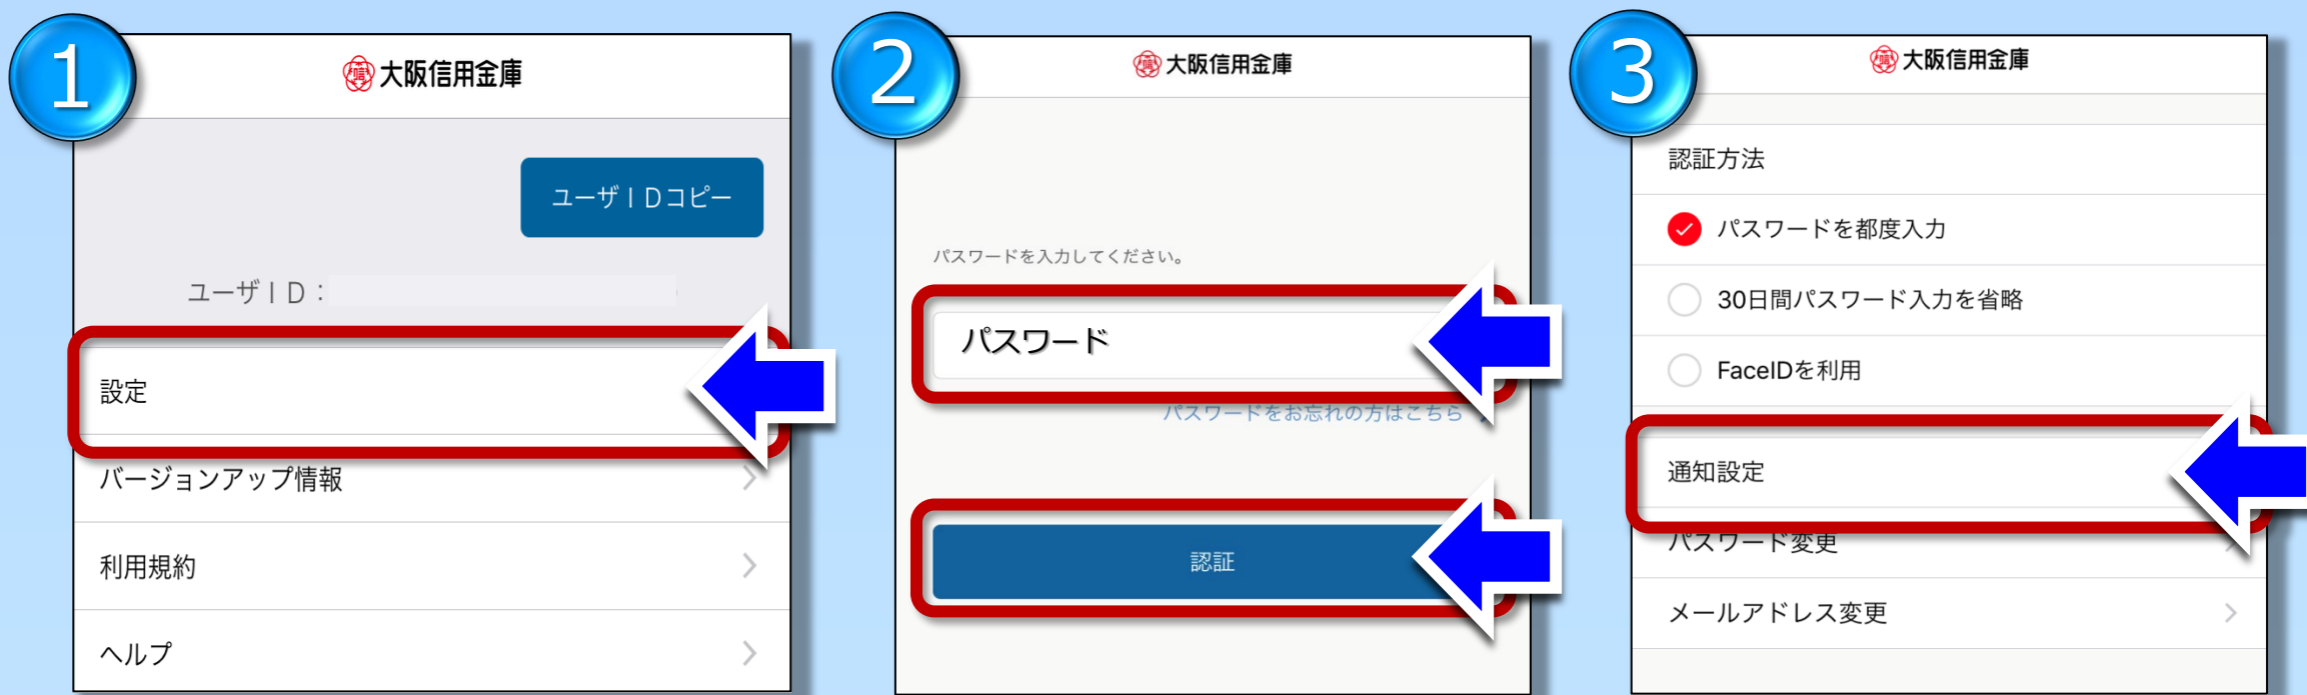 1
大阪信用金庫
ユーザIDコピー
ユーザID：
設定
バージョンアップ情報
利用規約
ヘルプ
2
大阪信用金庫
パスワードを入力してください。
パスワード
パスワードをお忘れの方はこちら
認証
3
大阪信用金庫
認証方法
パスワードを都度入力
30日間パスワード入力を省略
FaceIDを利用
通知設定
パスワード変更
メールアドレス変更